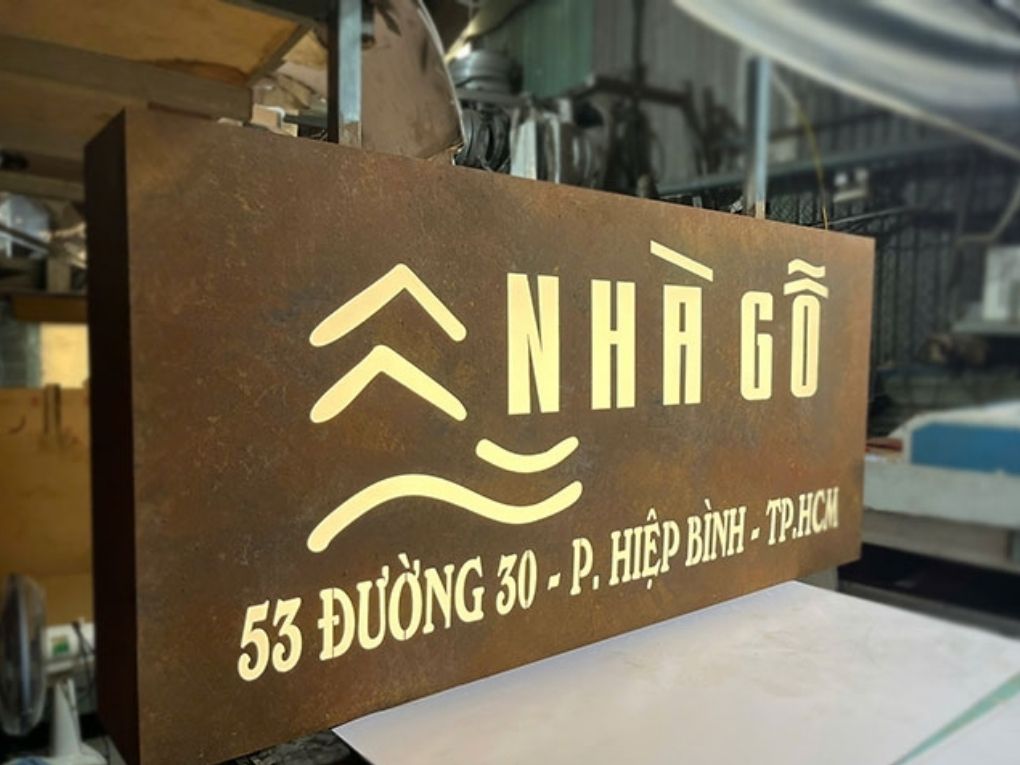 NHÀ GỖ
53 ĐƯỜNG 30 - P. HIỆP BÌNH - TP.HCM